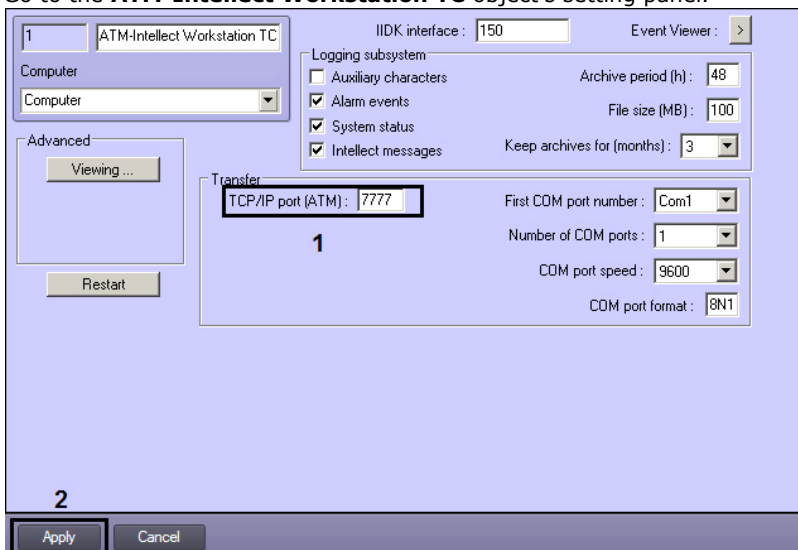 Go to the ATM-Intellect Workstation TC object's setting panel.
1 ATM-Intellect Workstation TC
Computer
Computer
Advanced
Viewing ...
Restart
IIDK interface : 150 Event Viewer : >
Logging subsystem
Auxiliary characters Archive period (h) : 48
Alarm events File size (MB) : 100
System status
Intellect messages Keep archives for (months) : 3
Transfer
TCP/IP port (ATM) : 7777 First COM port number : Com1
1 Number of COM ports : 1
COM port speed : 9600
COM port format : 8N1
2
Apply Cancel